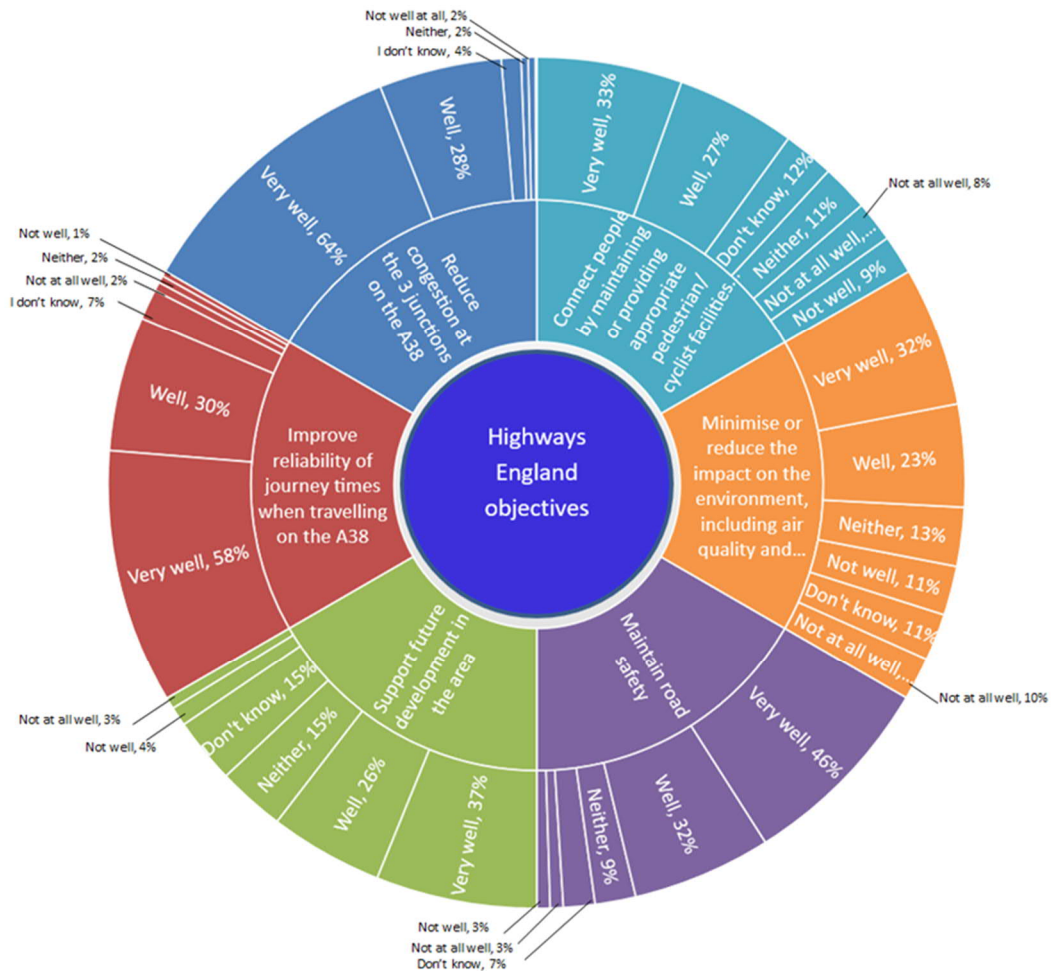 Highways
England
objectives
Not well at all, 2%
Neither, 2%
I don't know, 4%
Well, 28%
Very well, 64%
Reduce
congestion at
the 3 junctions
on the A38
Very well, 33%
Well, 27%
Don't know, 12%
Neither, 11%
Not at all well,...
Not at all well, 8%
Not well, 9%
Connect people
by maintaining
or providing
appropriate
pedestrian/
cyclist facilities...
Very well, 32%
Well, 23%
Neither, 13%
Not well, 11%
Don't know, 11%
Not at all well,...
Not at all well, 10%
Minimise or
reduce the
impact on the
environment,
including air
quality and...
Maintain road
safety
Very well, 46%
Well, 32%
Neither, 9%
Don't know, 7%
Not at all well, 3%
Not well, 3%
Support future
development in
the area
Very well, 37%
Well, 26%
Neither, 15%
Don't know, 15%
Not well, 4%
Not at all well, 3%
Improve
reliability of
journey times
when travelling
on the A38
Very well, 58%
Well, 30%
I don't know, 7%
Not at all well, 2%
Neither, 2%
Not well, 1%